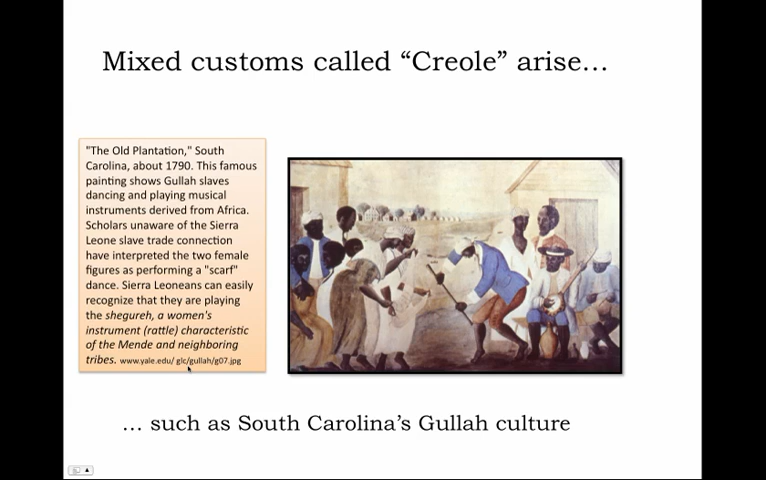 Mixed customs called “Creole” arise…
"The Old Plantation," South
Carolina, about 1790. This famous
painting shows Gullah slaves
dancing and playing musical
instruments derived from Africa.
Scholars unaware of the Sierra
Leone slave trade connection
have interpreted the two female
figures as performing a "scarf"
dance. Sierra Leoneans can easily
recognize that they are playing
the shegureh, a women's
instrument (rattle) characteristic
of the Mende and neighboring
tribes. www.yale.edu/ glc/gullah/g07.jpg
… such as South Carolina’s Gullah culture